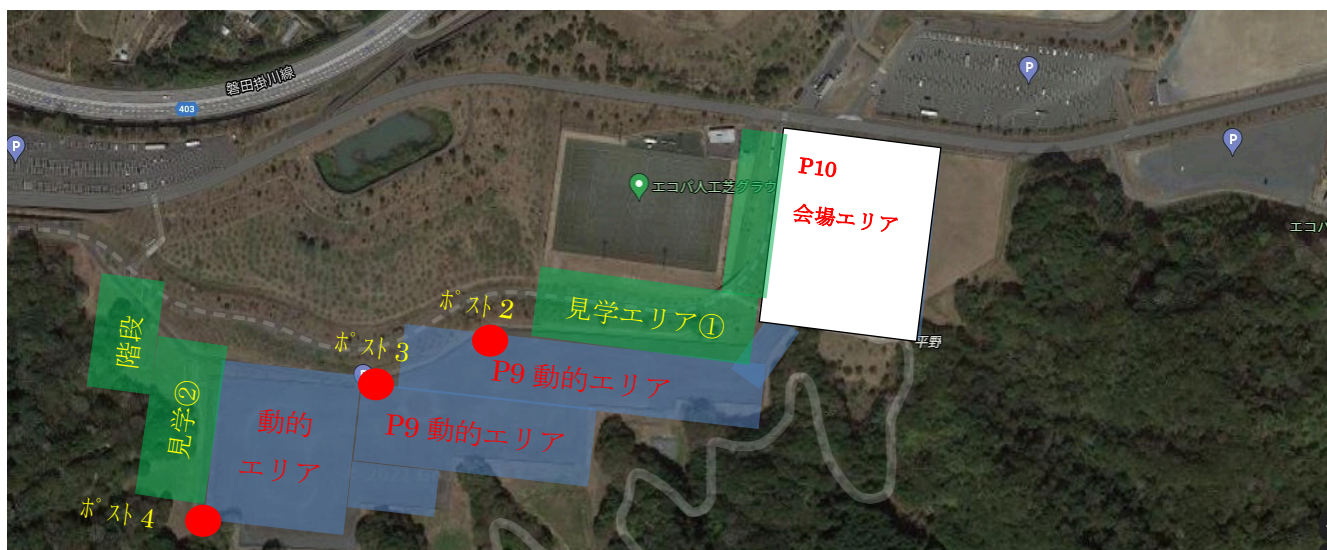 磐田掛川線
403
P
P
P
エコパ人工芝グラウ
P10
会場エリア
エコパ
平野
ポスト2
見学エリア①
ポスト3
階段
P9 動的エリア
見学②
動的
エリア
P9 動的エリア
ポスト4